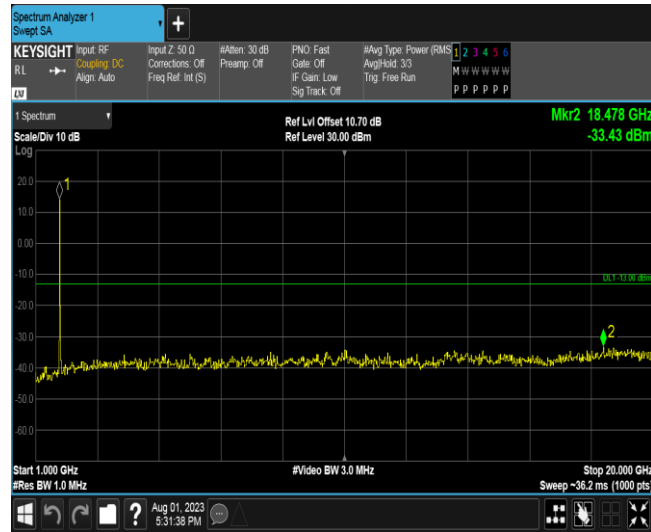 Spectrum Analyzer 1
Swept SA
KEYSIGHT
RL
LXI
Input: RF
Coupling: DC
Align: Auto
Input Z: 50 Ω
Corrections: Off
Freq Ref: Int (S)
#Atten: 30 dB
Preamp: Off
PNO: Fast
Gate: Off
IF Gain: Low
Sig Track: Off
#Avg Type: Power (RMS
Avg|Hold: 3/3
Trig: Free Run
1 2 3 4 5 6
M W W W W W
P P P P P P
1 Spectrum
Scale/Div 10 dB
Ref Lvl Offset 10.70 dB
Ref Level 30.00 dBm
Mkr2 18.478 GHz
-33.43 dBm
Log
20.0
10.0
0.00
-10.0
-20.0
-30.0
-40.0
-50.0
-60.0
1
DL1 -13.00 dBm
2
Start 1.000 GHz
#Res BW 1.0 MHz
#Video BW 3.0 MHz
Stop 20.000 GHz
Sweep ~36.2 ms (1000 pts)
?
Aug 01, 2023
5:31:38 PM